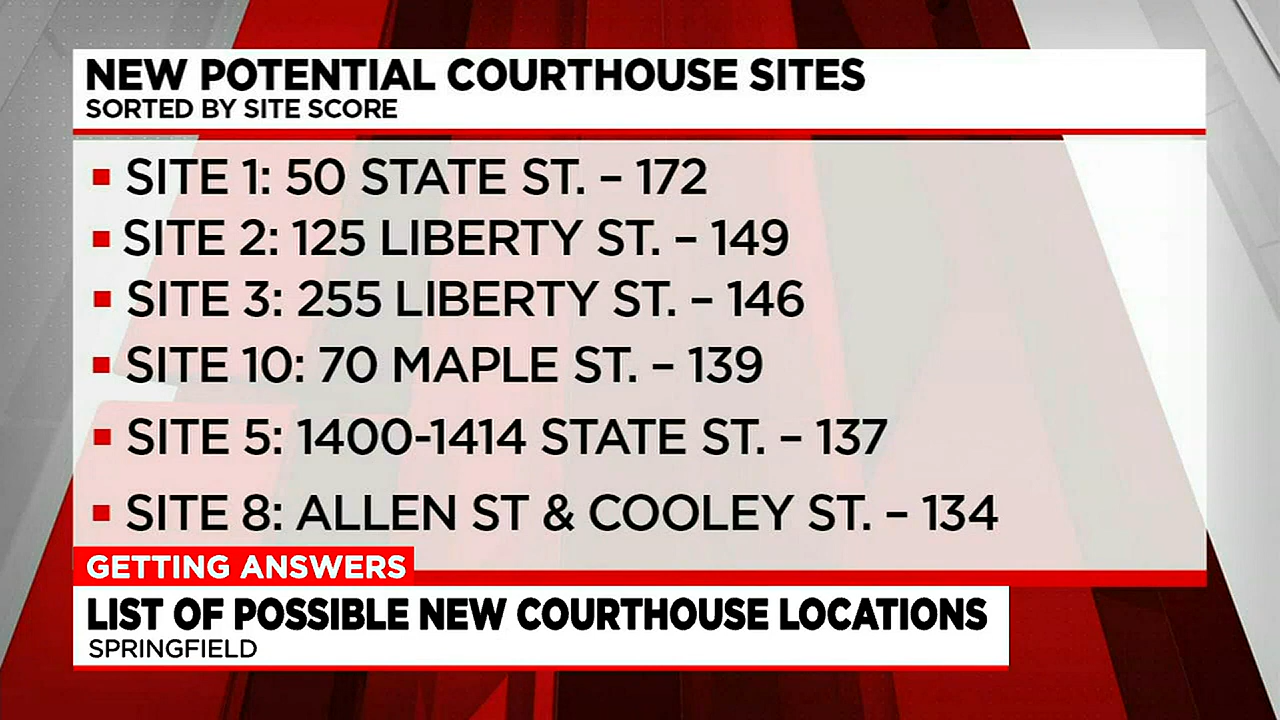 NEW POTENTIAL COURTHOUSE SITES
SORTED BY SITE SCORE
SITE 1: 50 STATE ST. – 172
SITE 2: 125 LIBERTY ST. – 149
SITE 3: 255 LIBERTY ST. – 146
SITE 10: 70 MAPLE ST. – 139
SITE 5: 1400-1414 STATE ST. – 137
SITE 8: ALLEN ST & COOLEY ST. – 134
GETTING ANSWERS
LIST OF POSSIBLE NEW COURTHOUSE LOCATIONS
SPRINGFIELD